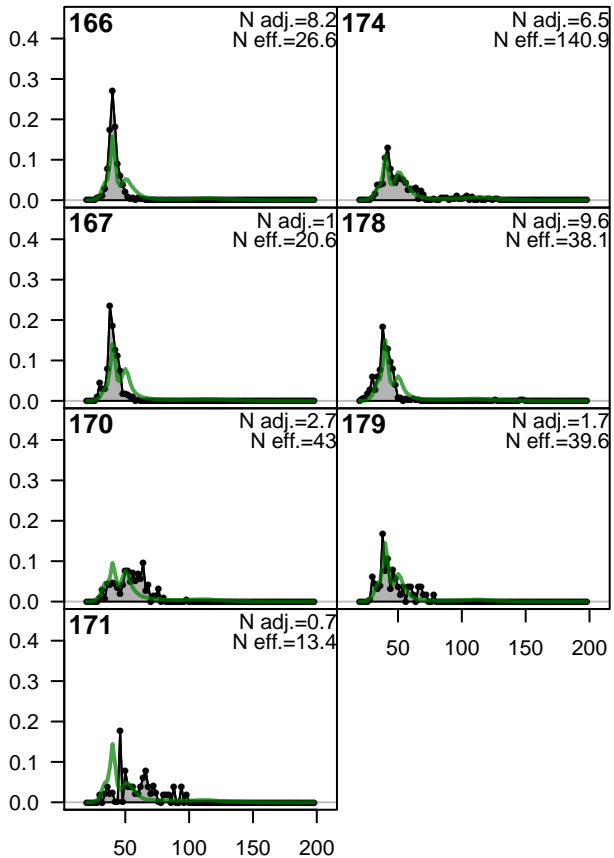 166
N adj.=8.2
N eff.=26.6
0.0
0.1
0.2
0.3
0.4
174
N adj.=6.5
N eff.=140.9
167
N adj.=1
N eff.=20.6
0.0
0.1
0.2
0.3
0.4
178
N adj.=9.6
N eff.=38.1
170
N adj.=2.7
N eff.=43
0.0
0.1
0.2
0.3
0.4
179
N adj.=1.7
N eff.=39.6
50 100 150 200
171
N adj.=0.7
N eff.=13.4
0.0
0.1
0.2
0.3
0.4
50 100 150 200